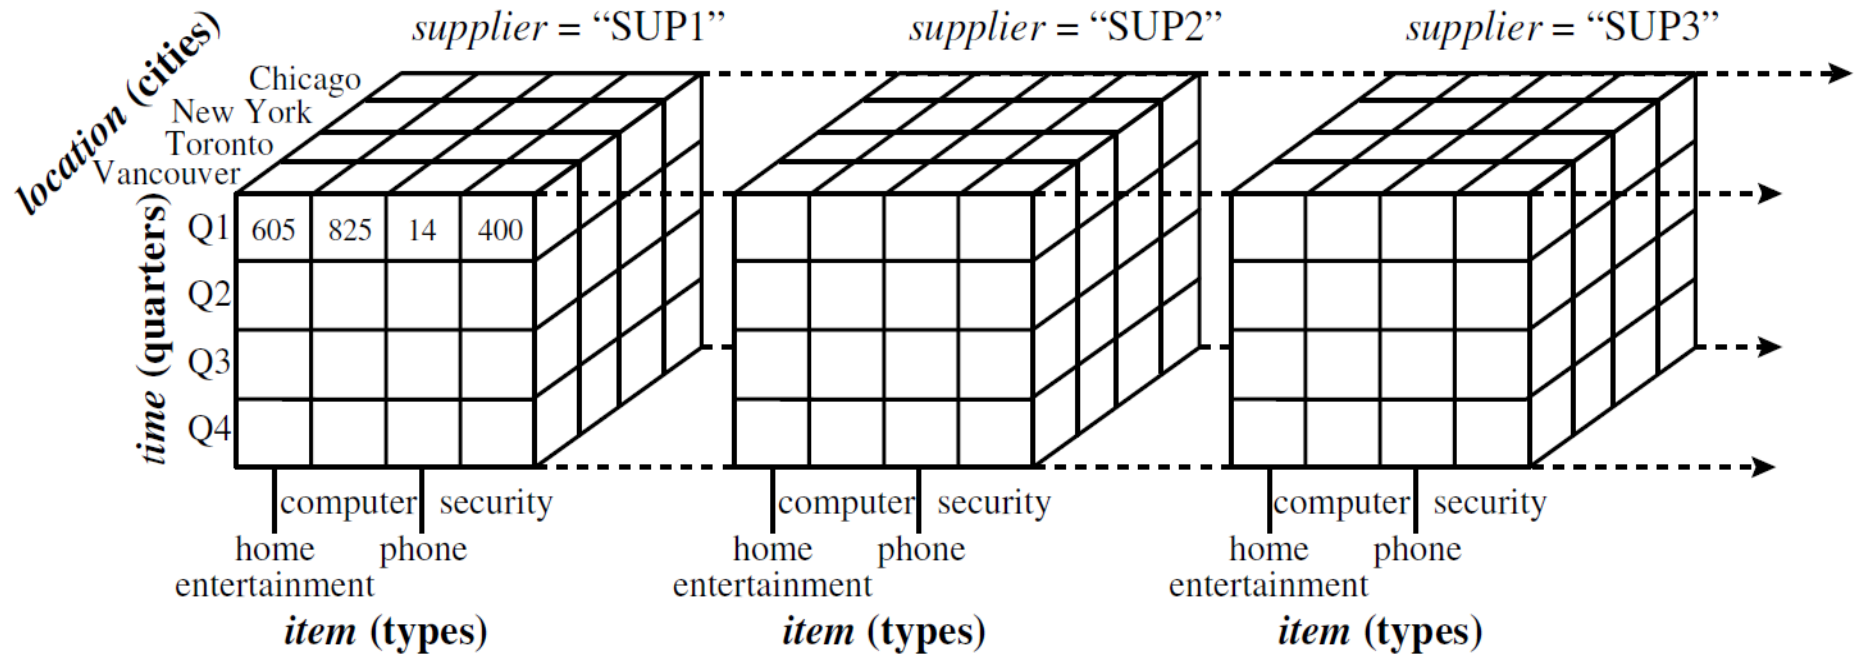 supplier = “SUP1”
supplier = “SUP2”
supplier = “SUP3”
location (cities)
Chicago
New York
Toronto
Vancouver
time (quarters)
Q1
605 825 14 400
Q2
Q3
Q4
computer security
home phone
entertainment
item (types)
computer security
home phone
entertainment
item (types)
computer security
home phone
entertainment
item (types)